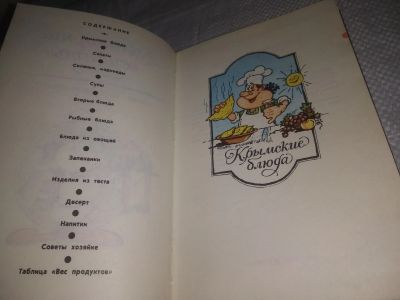 СОДЕРЖАНИЕ
Крымские блюда
Салаты
Соленья, маринады
Супы
Вторые блюда
Рыбные блюда
Блюда из овощей
Запеканки
Изделия из теста
Десерт
Напитки
Советы хозяйке
Таблица «Вес продуктов»
Крымские
блюда